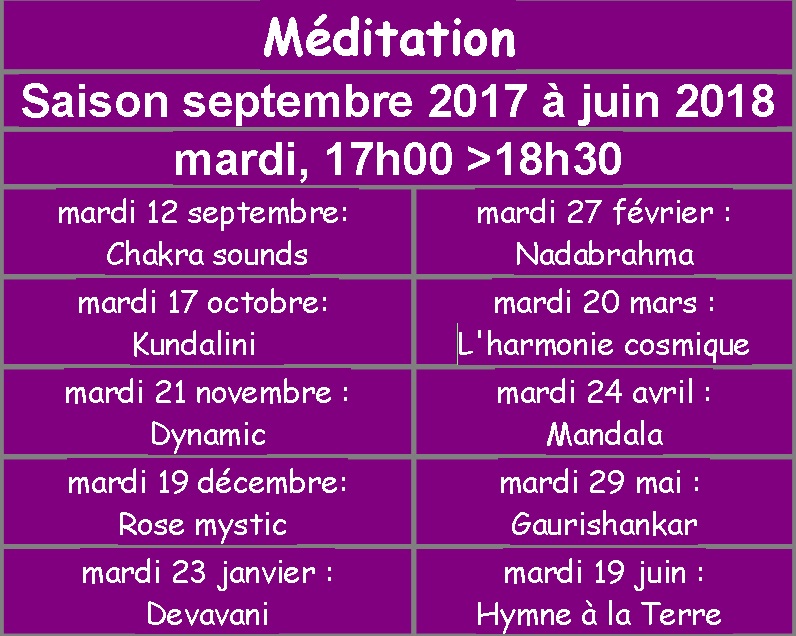 Méditation
Saison septembre 2017 à juin 2018
mardi, 17h00 >18h30
mardi 12 septembre:
Chakra sounds
mardi 27 février :
Nadabrahma
mardi 17 octobre:
Kundalini
mardi 20 mars :
L'harmonie cosmique
mardi 21 novembre :
Dynamic
mardi 24 avril :
Mandala
mardi 19 décembre:
Rose mystic
mardi 29 mai :
Gaurishankar
mardi 23 janvier :
Devavani
mardi 19 juin :
Hymne à la Terre